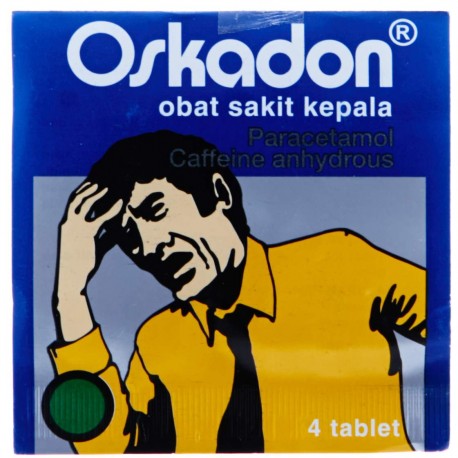 Oskadon®
obat sakit kepala
Paracetamol
Caffeine anhydrous
4 tablet